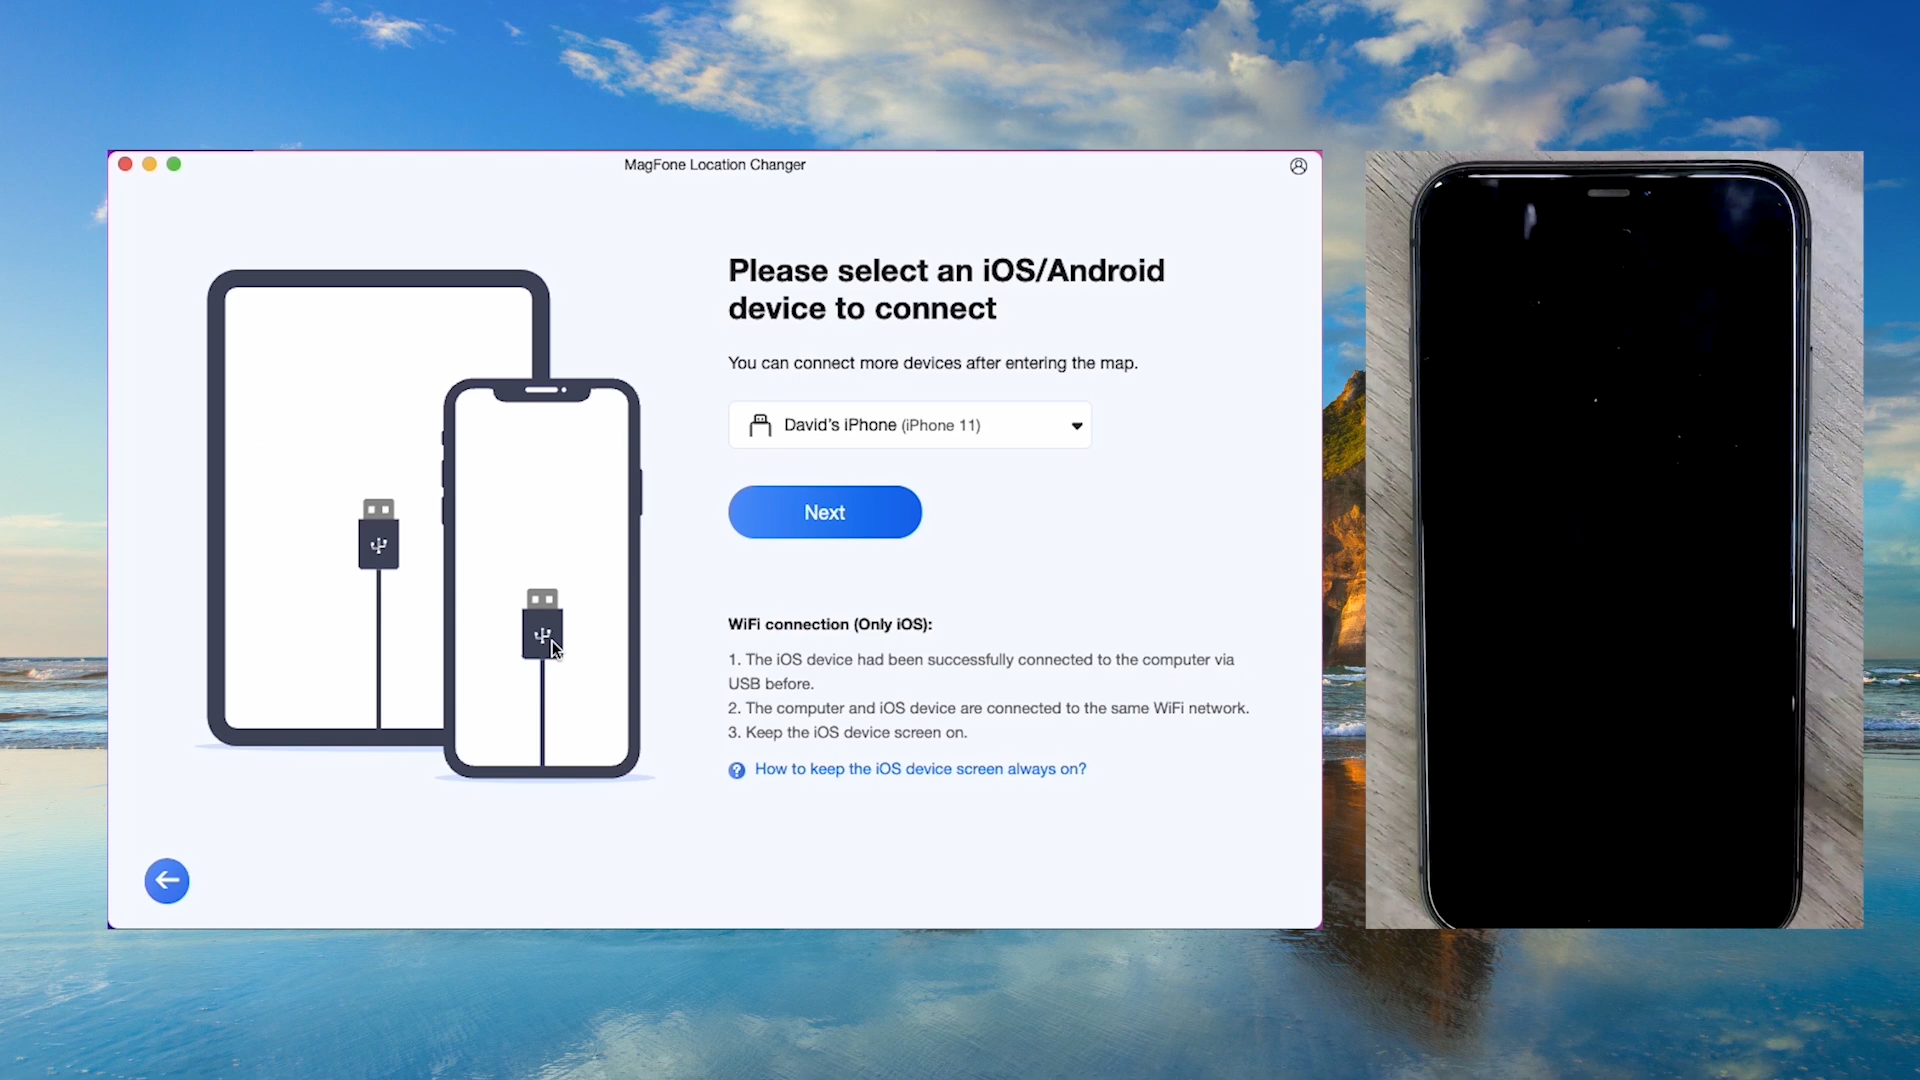 MagFone Location Changer
Please select an iOS/Android
device to connect
You can connect more devices after entering the map.
David's iPhone (iPhone 11)
Next
WiFi connection (Only iOS):
1. The iOS device had been successfully connected to the computer via
USB before.
2. The computer and iOS device are connected to the same WiFi network.
3. Keep the iOS device screen on.
? How to keep the iOS device screen always on?